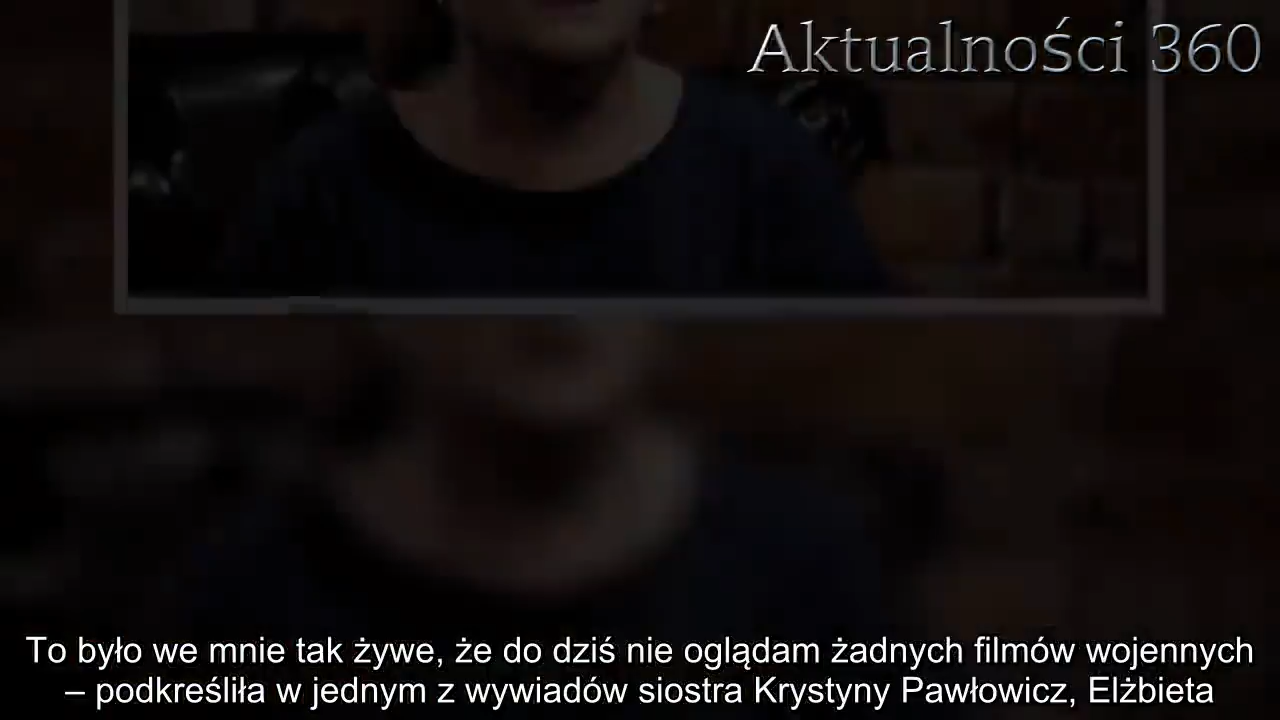 Aktualności 360
To było we mnie tak żywe, że do dziś nie oglądam żadnych filmów wojennych
– podkreśliła w jednym z wywiadów siostra Krystyny Pawłowicz, Elżbieta